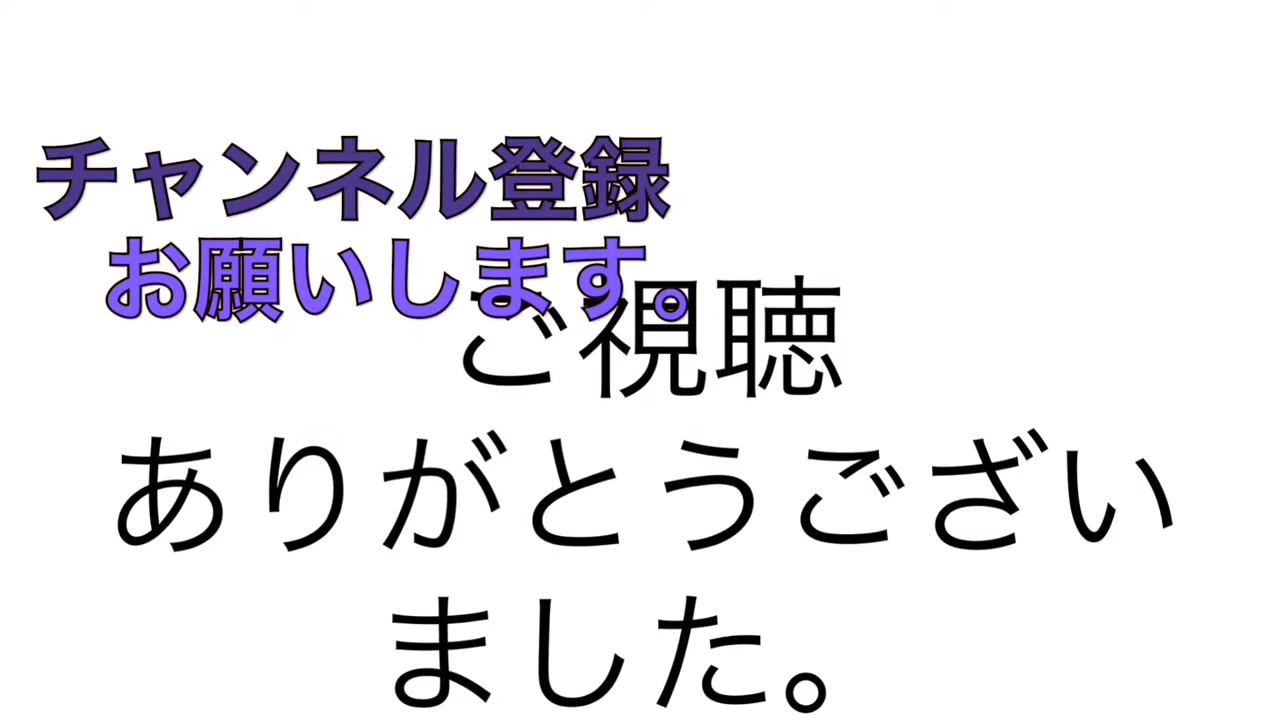 チャンネル登録
お願いします。
ご視聴
ありがとうござい
ました。